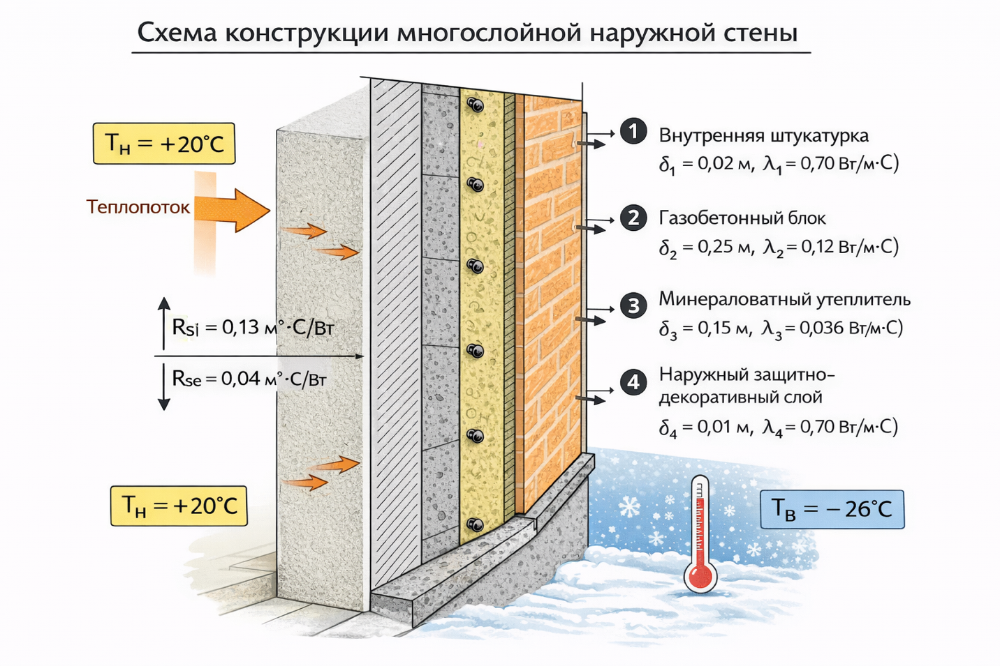 Схема конструкции многослойной наружной стены
Tн = +20°C
Теплопоток
Rsi = 0,13 м°·С/Вт
Rse = 0,04 м°·С/Вт
Tн = +20°C
1 Внутренняя штукатурка
δ1 = 0,02 м, λ1 = 0,70 Вт/м·С)
2 Газобетонный блок
δ2 = 0,25 м, λ2 = 0,12 Вт/м·С)
3 Минераловатный утеплитель
δ3 = 0,15 м, λ3 = 0,036 Вт/м·С)
4 Наружный защитно-
декоративный слой
δ4 = 0,01 м, λ4 = 0,70 Вт/м·С)
Tв = − 26°C